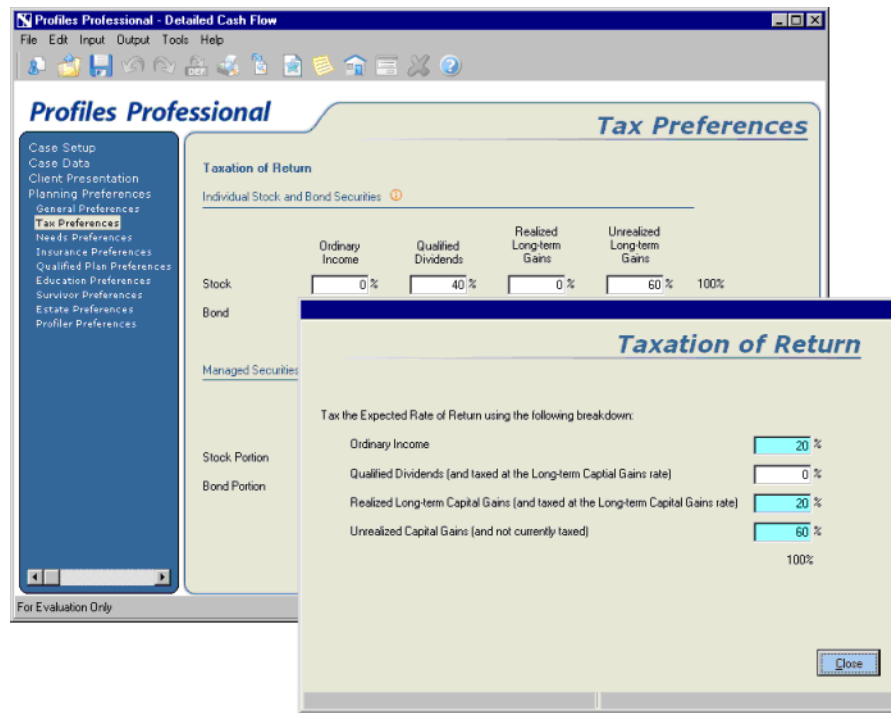 Profiles Professional - Detailed Cash Flow
File Edit Input Output Tools Help
Profiles Professional
Tax Preferences
Case Setup
Case Data
Client Presentation
Planning Preferences
General Preferences
Tax Preferences
Needs Preferences
Insurance Preferences
Qualified Plan Preferences
Education Preferences
Survivor Preferences
Estate Preferences
Profiler Preferences
Taxation of Return
Individual Stock and Bond Securities
Ordinary Income
Qualified Dividends
Realized Long-term Gains
Unrealized Long-term Gains
Stock 0 % 40 % 0 % 60 % 100%
Bond
Managed Securities
Stock Portion
Bond Portion
For Evaluation Only
Taxation of Return
Tax the Expected Rate of Return using the following breakdown:
Ordinary Income 20 %
Qualified Dividends (and taxed at the Long-term Captial Gains rate) 0 %
Realized Long-term Capital Gains (and taxed at the Long-term Capital Gains rate) 20 %
Unrealized Capital Gains (and not currently taxed) 60 %
100%
Close